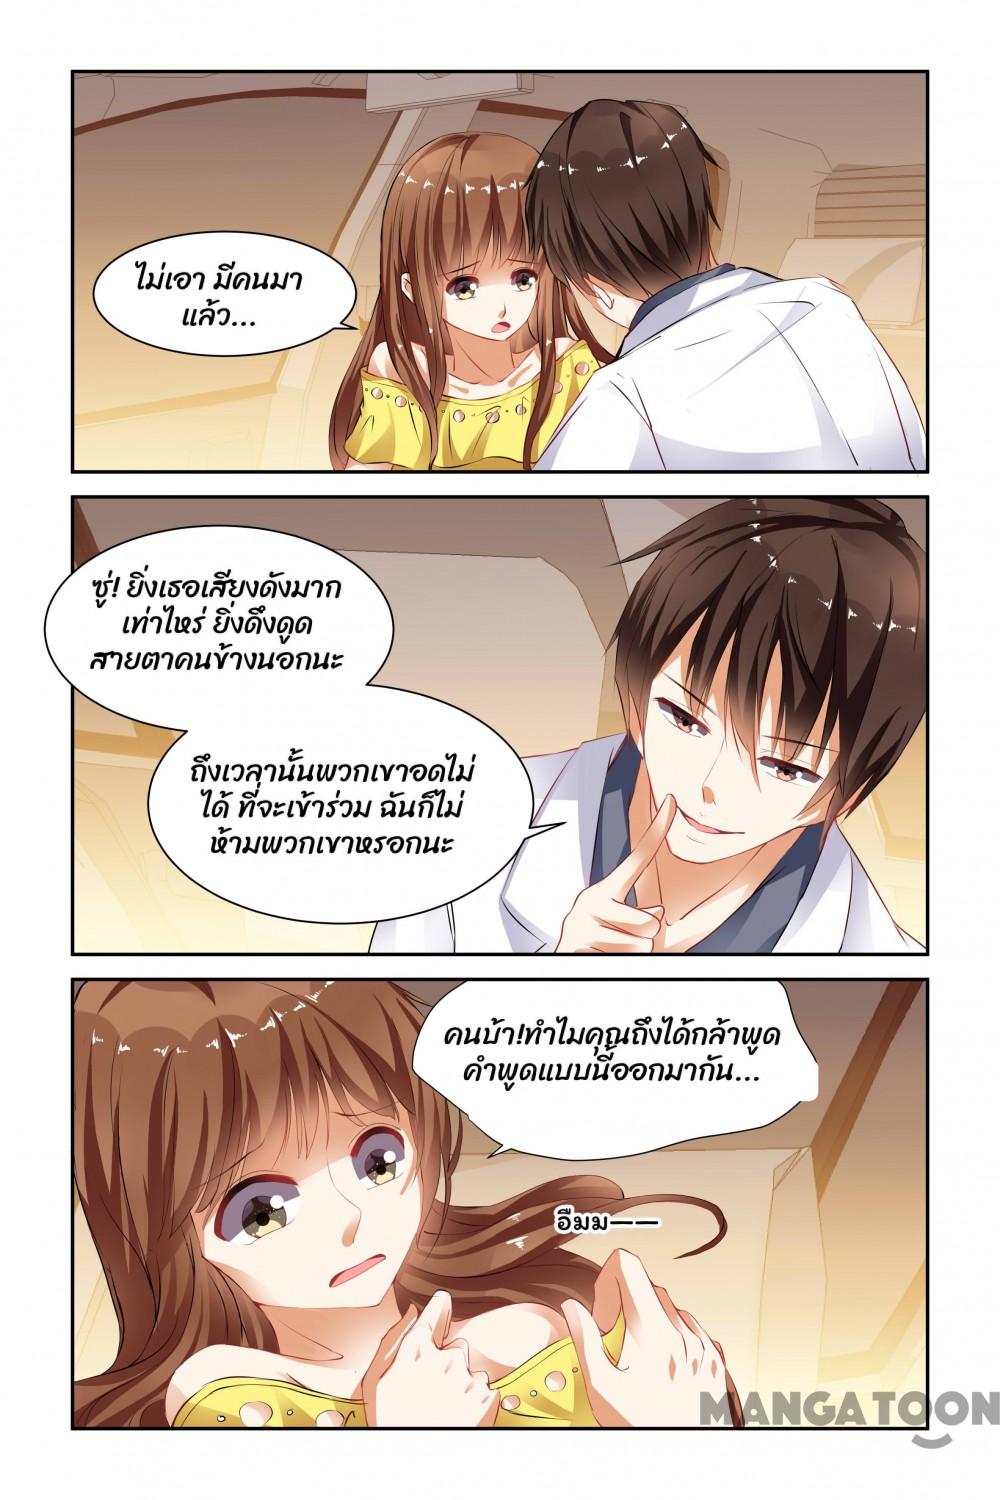 ไม่เอา มีคนมา
แล้ว...
ซู่! ยิ่งเธอเสียงดังมาก
เท่าไหร่ ยิ่งดึงดูด
สายตาคนข้างนอกนะ
ถึงเวลานั้นพวกเขาอดไม่
ได้ ที่จะเข้าร่วม ฉันก็ไม่
ห้ามพวกเขาหรอกนะ
คนบ้า!ทำไมคุณถึงได้กล้าพูด
คำพูดแบบนี้ออกมากัน...
อืมม——
MANGATOON